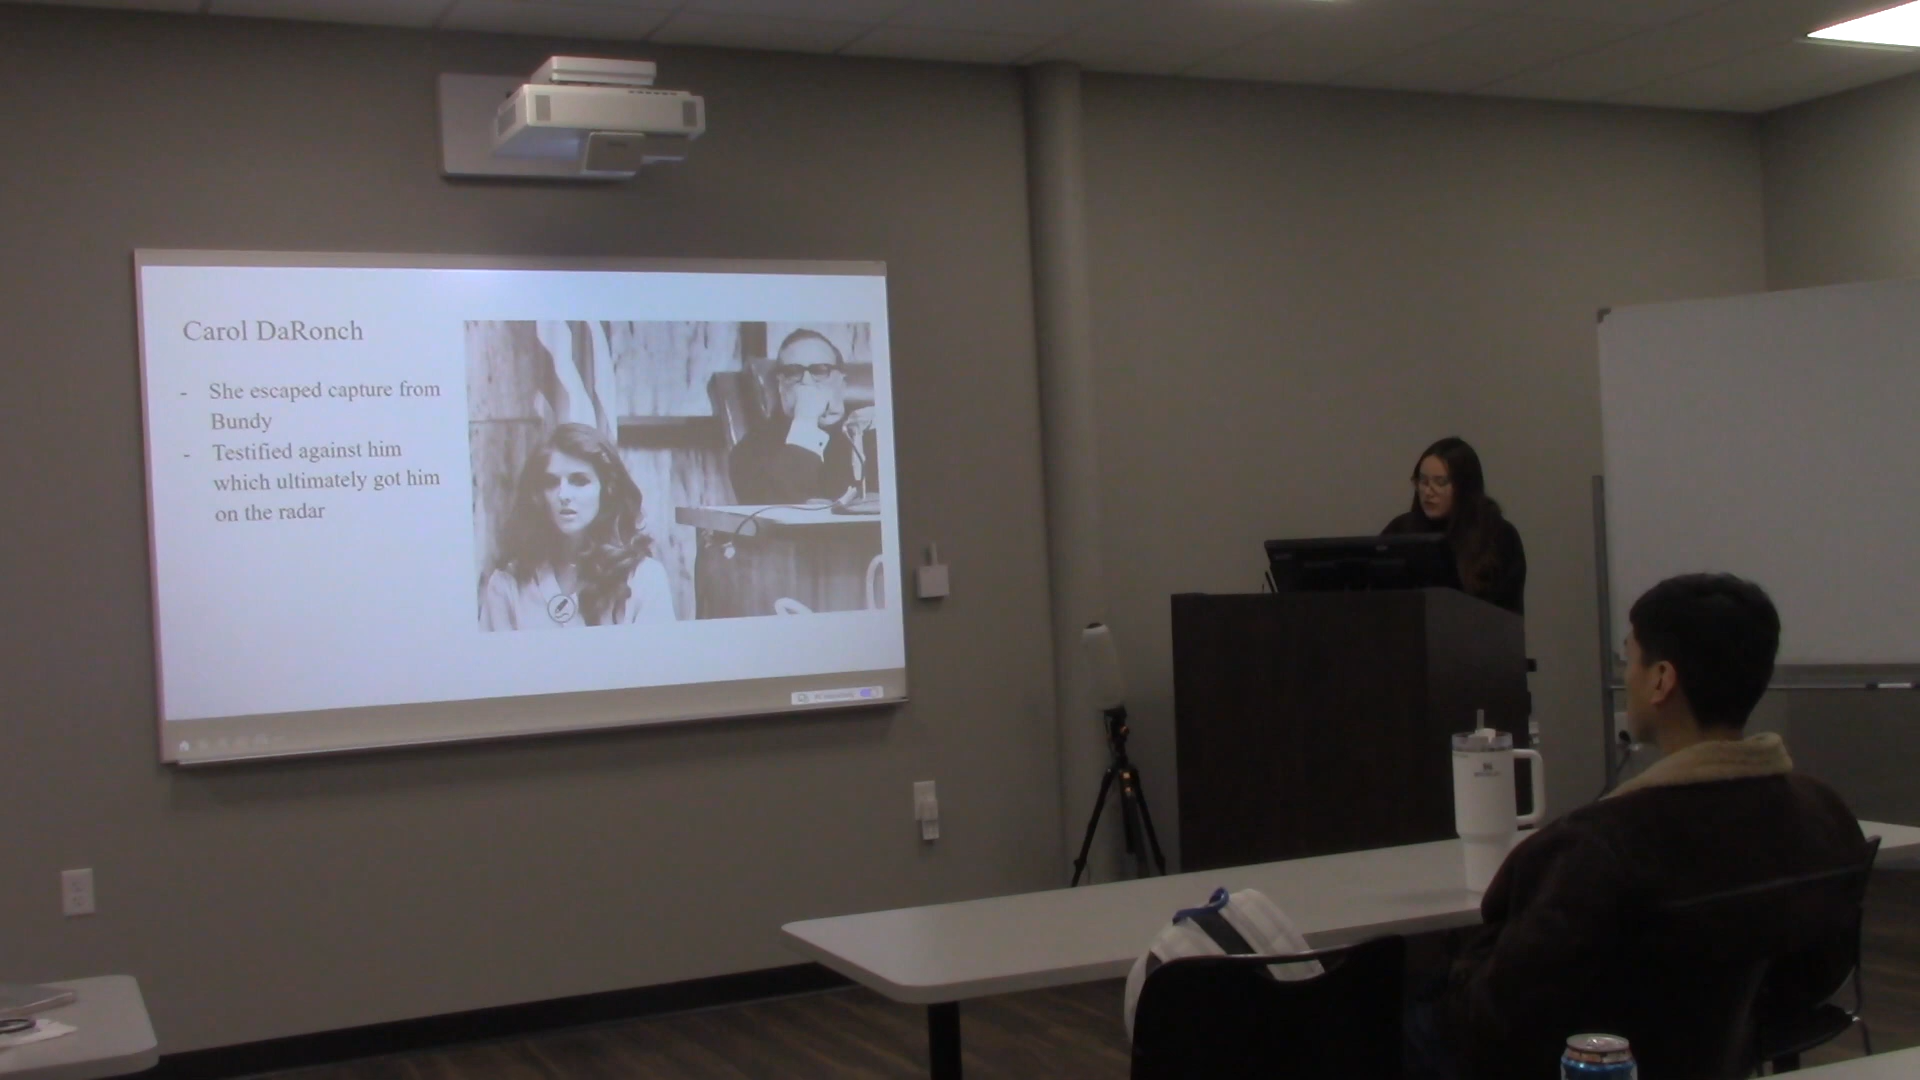 Carol DaRonch
- She escaped capture from
Bundy
- Testified against him
which ultimately got him
on the radar